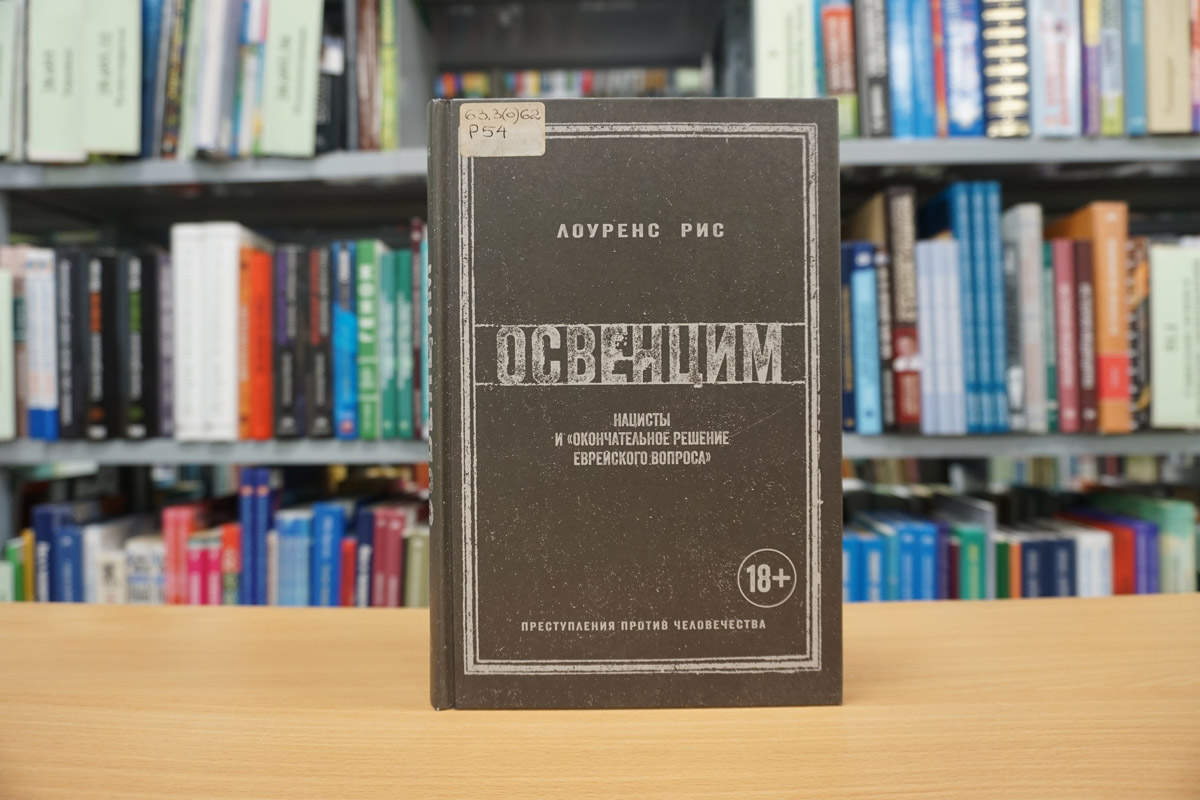 63.3(0)62
Р54
ЛОУРЕНС РИС
ОСВЕНЦИМ
НАЦИСТЫ
И «ОКОНЧАТЕЛЬНОЕ РЕШЕНИЕ
ЕВРЕЙСКОГО ВОПРОСА»
18+
ПРЕСТУПЛЕНИЯ ПРОТИВ ЧЕЛОВЕЧЕСТВА